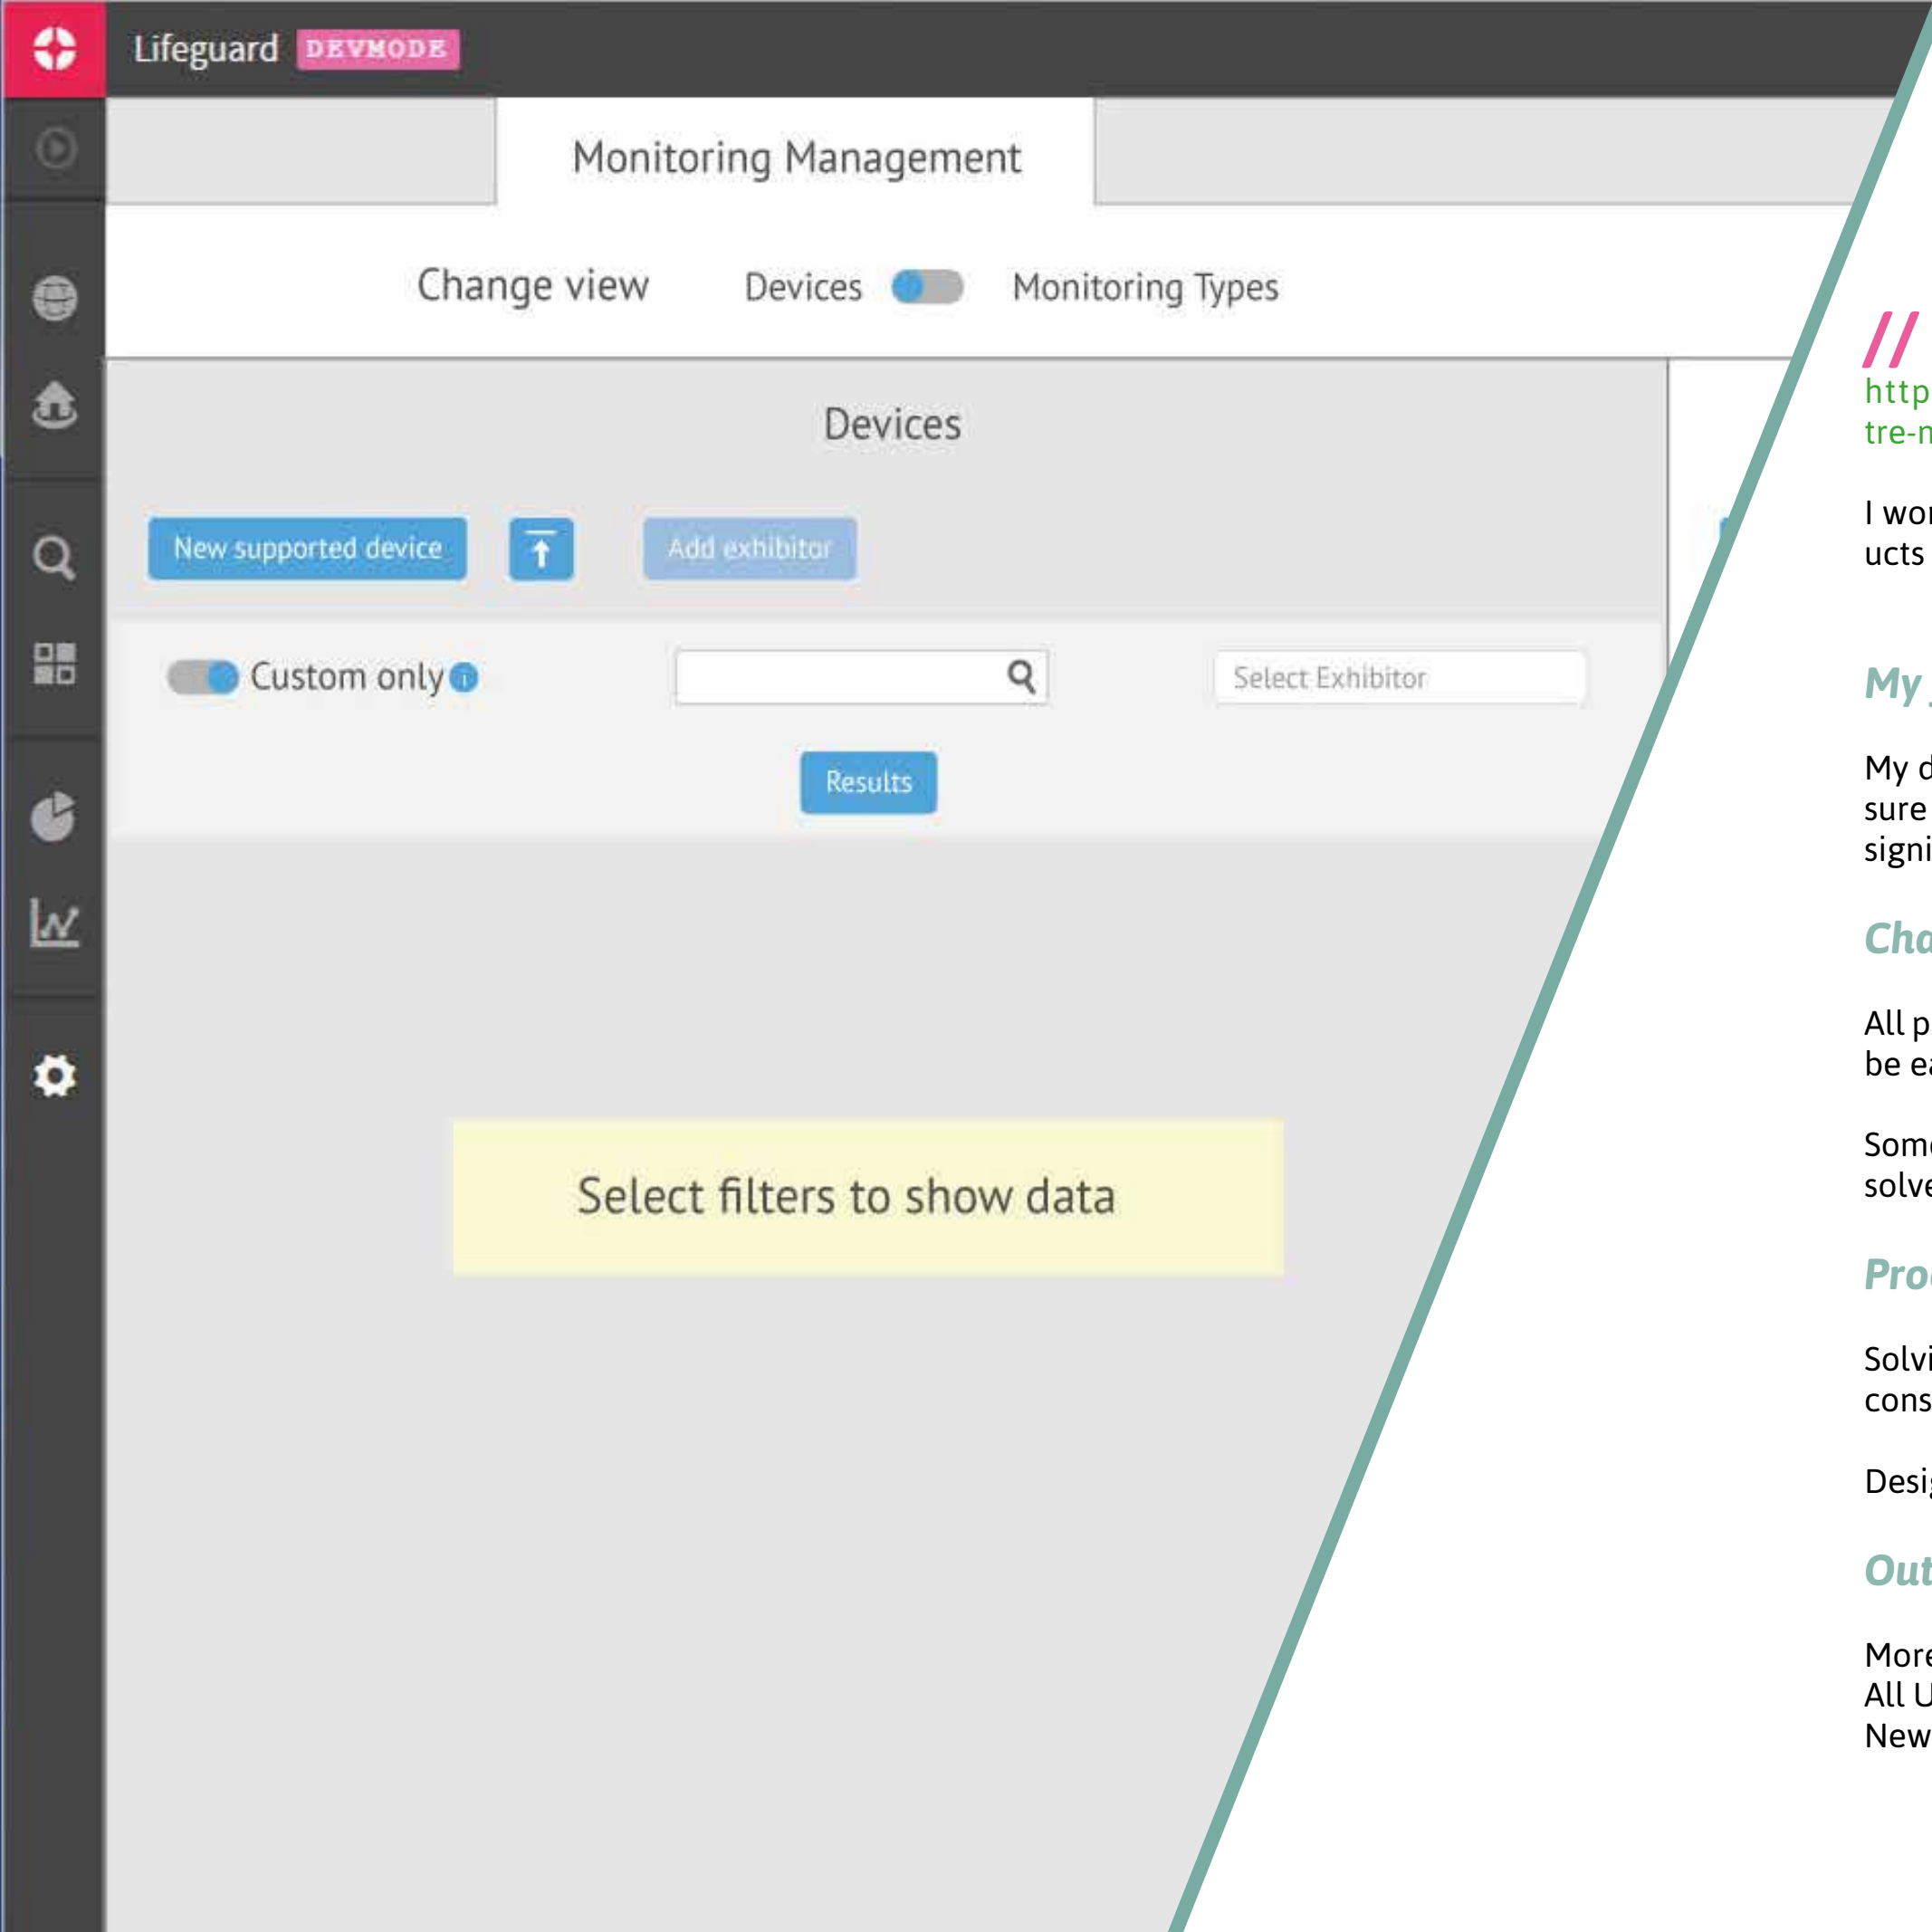 Lifeguard DEVMODE
Monitoring Management
Change view Devices Monitoring Types
Devices
New supported device Add exhibitor
Custom only i Select Exhibitor
Results
Select filters to show data
//
http
tre-n
I wor
ucts
My
My d
sure
signi
Cha
All p
be ea
Some
solve
Pro
Solvi
cons
Desig
Out
More
All U
New